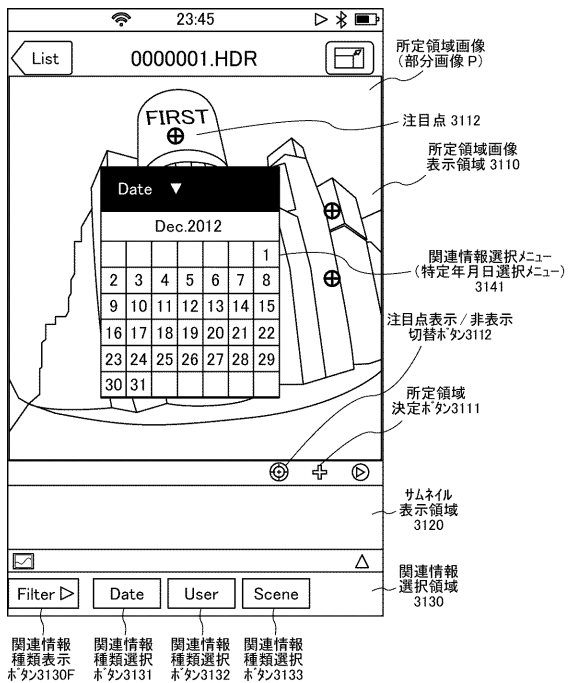 23:45
List
0000001.HDR
所定領域画像
(部分画像P)
FIRST
注目点 3112
所定領域画像
表示領域 3110
Date ▼
Dec.2012
1
2 3 4 5 6 7 8
9 10 11 12 13 14 15
16 17 18 19 20 21 22
23 24 25 26 27 28 29
30 31
関連情報選択メニュー
(特定年月日選択メニュー)
3141
注目点表示/非表示
切替ボタン3112
所定領域
決定ボタン3111
サムネイル
表示領域
3120
関連情報
選択領域
3130
Filter ▷
Date
User
Scene
関連情報
種類表示
ボタン3130F
関連情報
種類選択
ボタン3131
関連情報
種類選択
ボタン3132
関連情報
種類選択
ボタン3133